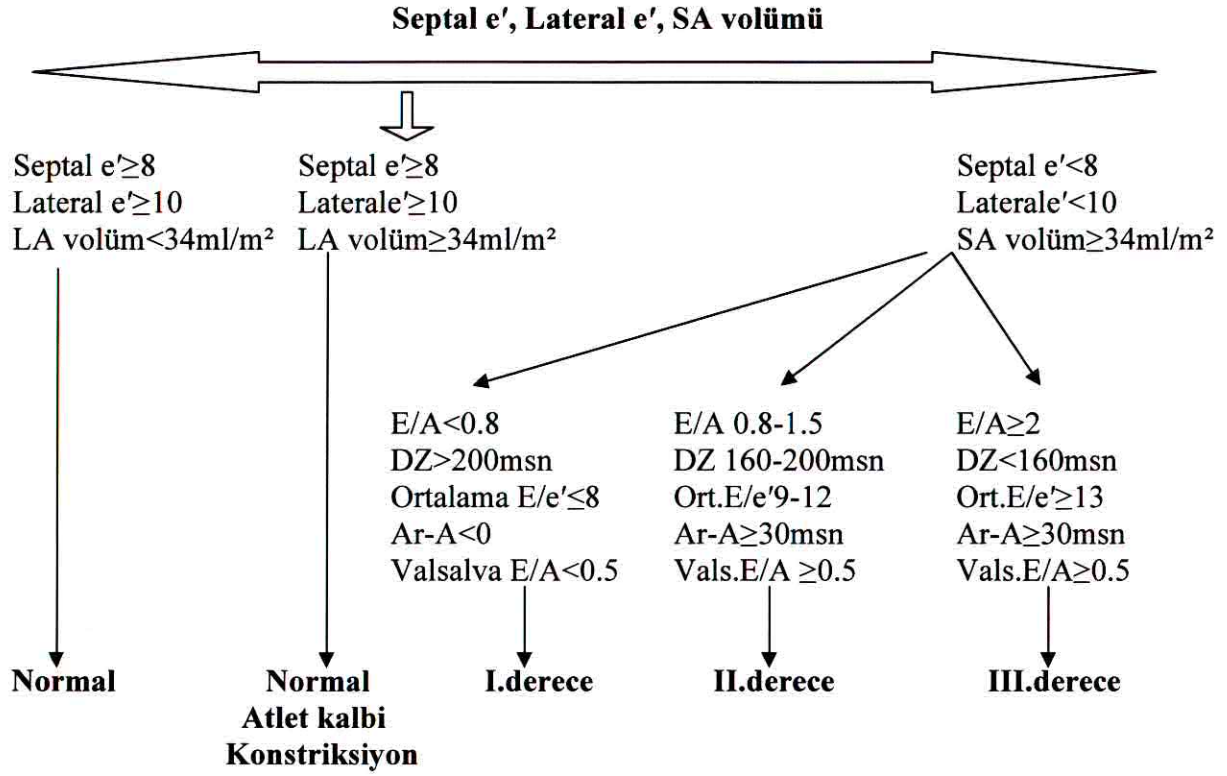 Septal e′, Lateral e′, SA volümü
Septal e′≥8
Lateral e′≥10
LA volüm<34ml/m²
Septal e′≥8
Laterale′≥10
LA volüm≥34ml/m²
Septal e′<8
Laterale′<10
SA volüm≥34ml/m²
E/A<0.8
DZ>200msn
Ortalama E/e′≤8
Ar-A<0
Valsalva E/A<0.5
E/A 0.8-1.5
DZ 160-200msn
Ort.E/e′9-12
Ar-A≥30msn
Vals.E/A ≥0.5
E/A≥2
DZ<160msn
Ort.E/e′≥13
Ar-A≥30msn
Vals.E/A≥0.5
Normal
Normal
Atlet kalbi
Konstriksiyon
I.derece
II.derece
III.derece